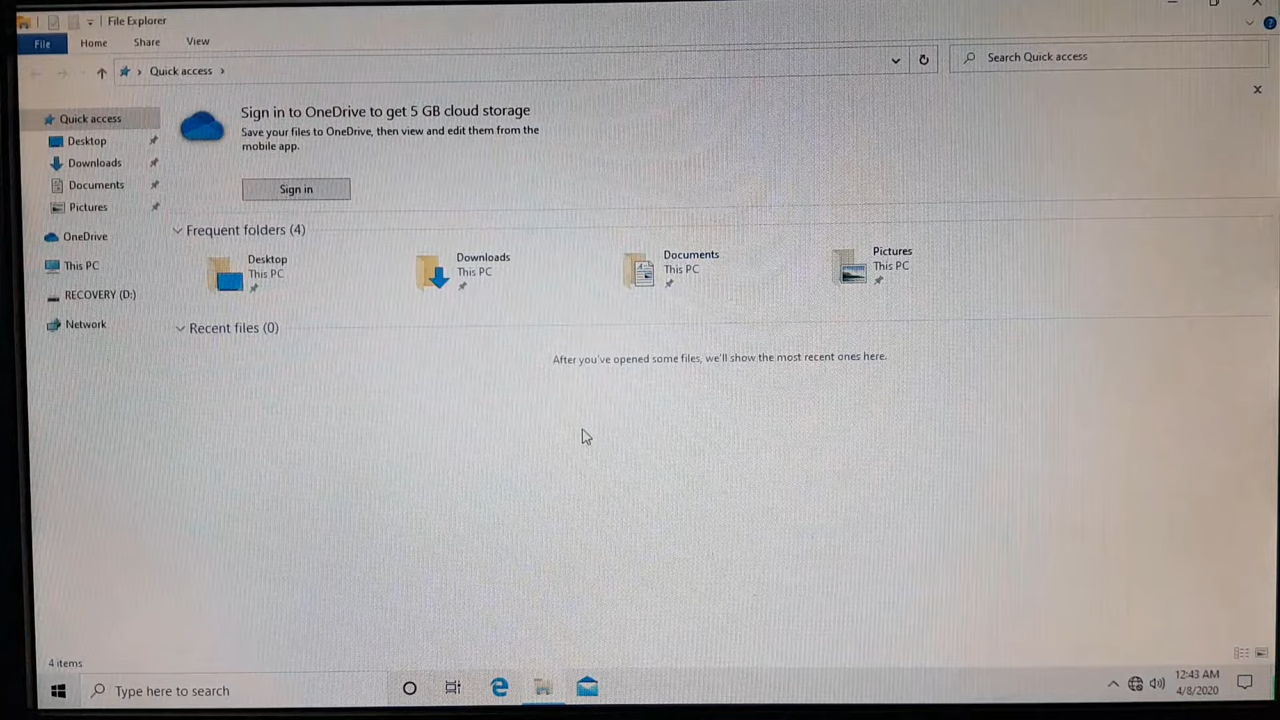 File Explorer
File Home Share View
Quick access
Search Quick access
Quick access
Desktop
Downloads
Documents
Pictures
OneDrive
This PC
RECOVERY (D:)
Network
Sign in to OneDrive to get 5 GB cloud storage
Save your files to OneDrive, then view and edit them from the
mobile app.
Sign in
Frequent folders (4)
Desktop
This PC
Downloads
This PC
Documents
This PC
Pictures
This PC
Recent files (0)
After you've opened some files, we'll show the most recent ones here.
4 items
Type here to search
12:43 AM
4/8/2020